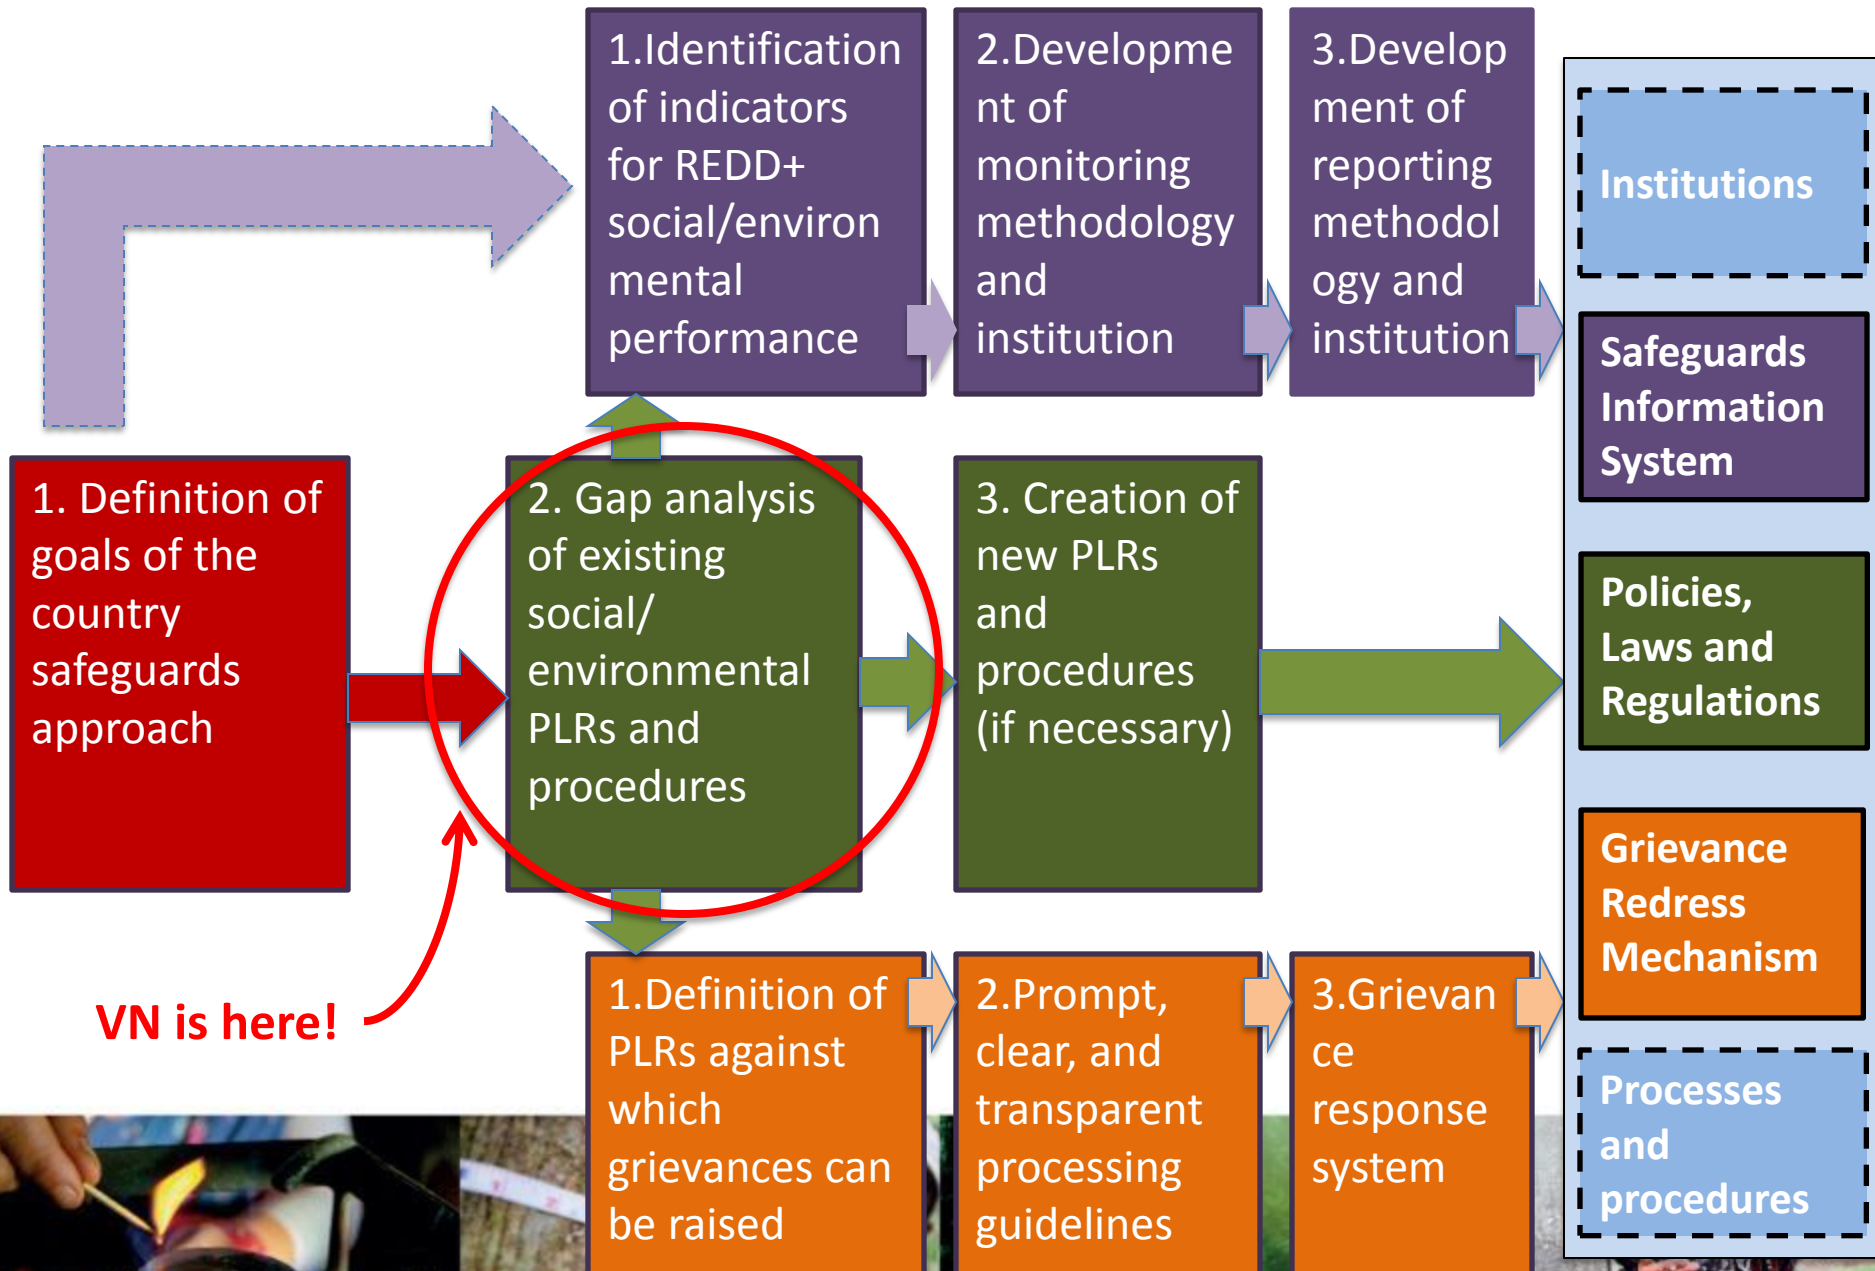 1.Identification
of indicators
for REDD+
social/environ
mental
performance
2.Developme
nt of
monitoring
methodology
and
institution
3.Develop
ment of
reporting
methodol
ogy and
institution
Institutions
Safeguards
Information
System
1. Definition of
goals of the
country
safeguards
approach
2. Gap analysis
of existing
social/
environmental
PLRs and
procedures
3. Creation of
new PLRs
and
procedures
(if necessary)
Policies,
Laws and
Regulations
Grievance
Redress
Mechanism
VN is here!
1.Definition of
PLRs against
which
grievances can
be raised
2.Prompt,
clear, and
transparent
processing
guidelines
3.Grievan
ce
response
system
Processes
and
procedures